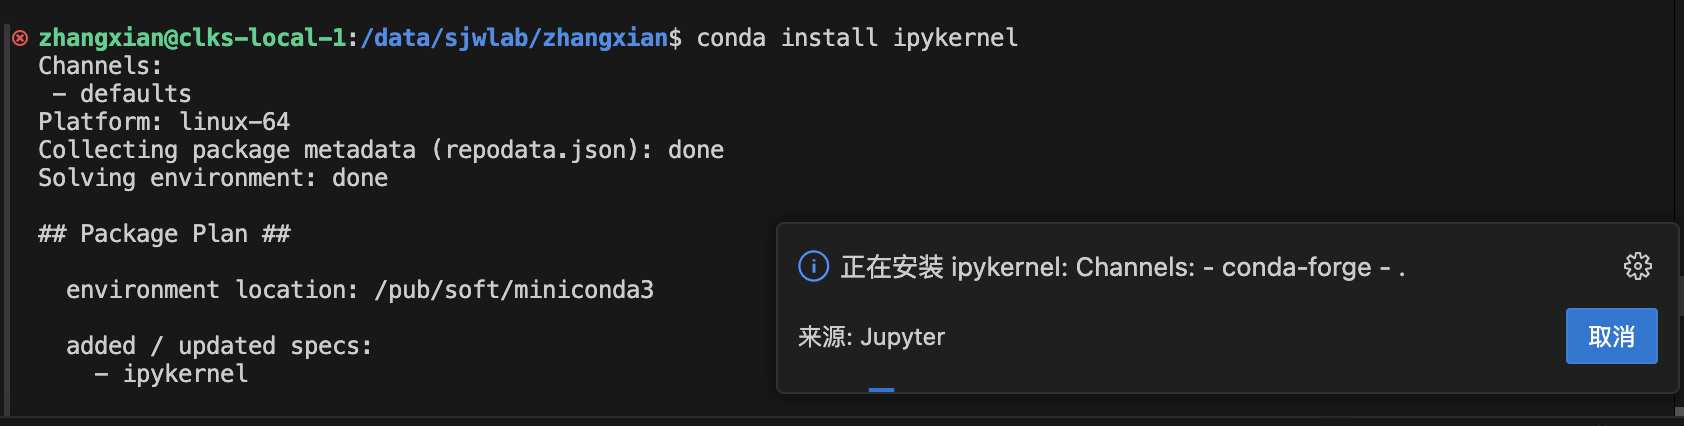 zhangxian@clks-local-1:/data/sjwlab/zhangxian$ conda install ipykernel
Channels:
 - defaults
Platform: linux-64
Collecting package metadata (repodata.json): done
Solving environment: done
## Package Plan ##
  environment location: /pub/soft/miniconda3
  added / updated specs:
    - ipykernel
正在安装 ipykernel: Channels: - conda-forge - .
来源: Jupyter
取消